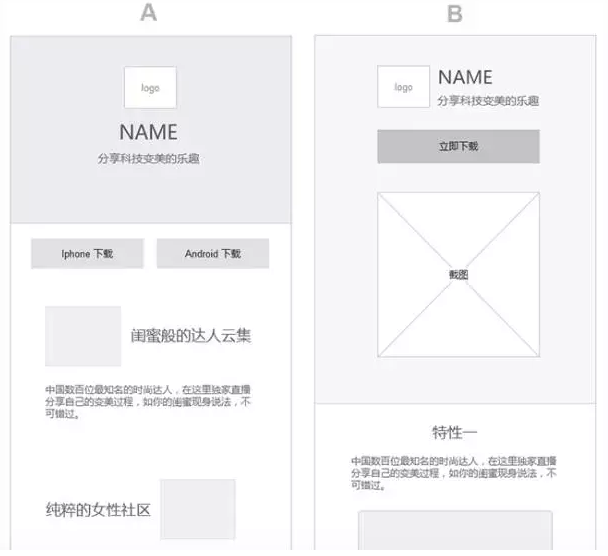 A
logo
NAME
分享科技变美的乐趣
Iphone 下载
Android 下载
闺蜜般的达人云集
中国数百位最知名的时尚达人，在这里独家直播
分享自己的变美过程，如你的闺蜜现身说法，不
可错过。
纯粹的女性社区
B
logo
NAME
分享科技变美的乐趣
立即下载
截图
特性一
中国数百位最知名的时尚达人，在这里独家直播
分享自己的变美过程，如你的闺蜜现身说法，不
可错过。